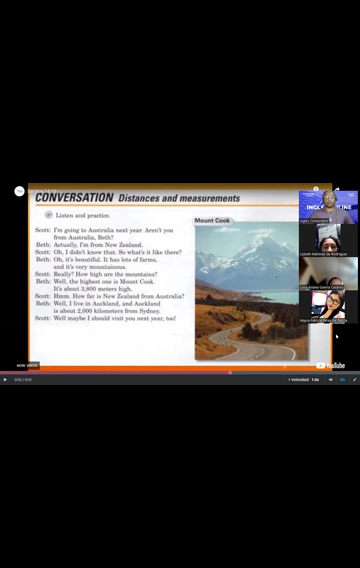 CONVERSATION Distances and measurements
Listen and practice.
Mount Cook
Scott: I'm going to Australia next year. Aren't you
from Australia, Beth?
Beth: Actually, I'm from New Zealand.
Scott: Oh, I didn't know that. So what's it like there?
Beth: Oh, it's beautiful. It has lots of farms,
and it's very mountainous.
Scott: Really? How high are the mountains?
Beth: Well, the highest one is Mount Cook.
It's about 3,800 meters high.
Scott: Hmm. How far is New Zealand from Australia?
Beth: Well, I live in Auckland, and Auckland
is about 2,000 kilometers from Sydney.
Scott: Well maybe I should visit you next year, too!
YouTube
Velocidad 1.0x